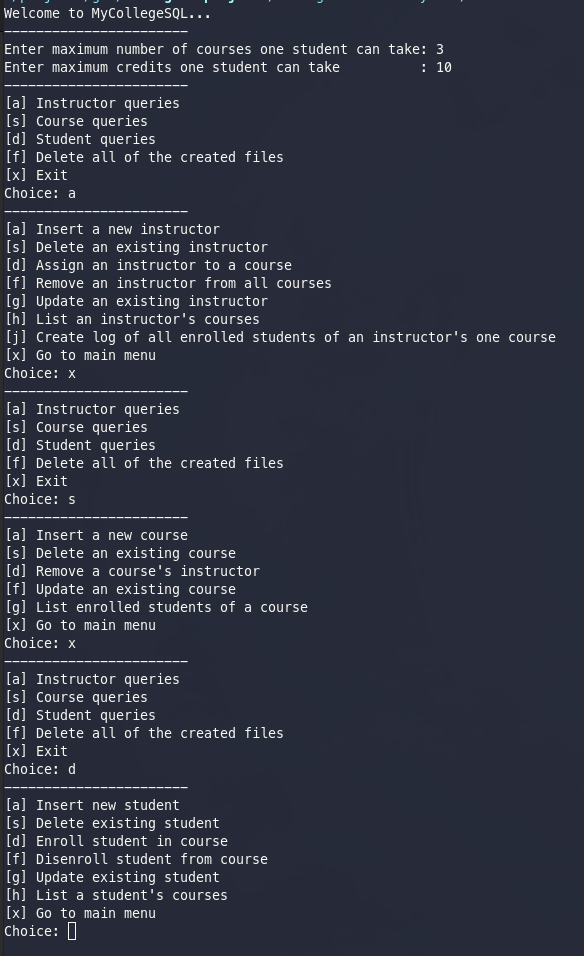 Welcome to MyCollegeSQL...
-----------------------
Enter maximum number of courses one student can take: 3
Enter maximum credits one student can take          : 10
-----------------------
[a] Instructor queries
[s] Course queries
[d] Student queries
[f] Delete all of the created files
[x] Exit
Choice: a
-----------------------
[a] Insert a new instructor
[s] Delete an existing instructor
[d] Assign an instructor to a course
[f] Remove an instructor from all courses
[g] Update an existing instructor
[h] List an instructor's courses
[j] Create log of all enrolled students of an instructor's one course
[x] Go to main menu
Choice: x
-----------------------
[a] Instructor queries
[s] Course queries
[d] Student queries
[f] Delete all of the created files
[x] Exit
Choice: s
-----------------------
[a] Insert a new course
[s] Delete an existing course
[d] Remove a course's instructor
[f] Update an existing course
[g] List enrolled students of a course
[x] Go to main menu
Choice: x
-----------------------
[a] Instructor queries
[s] Course queries
[d] Student queries
[f] Delete all of the created files
[x] Exit
Choice: d
-----------------------
[a] Insert new student
[s] Delete existing student
[d] Enroll student in course
[f] Disenroll student from course
[g] Update existing student
[h] List a student's courses
[x] Go to main menu
Choice: